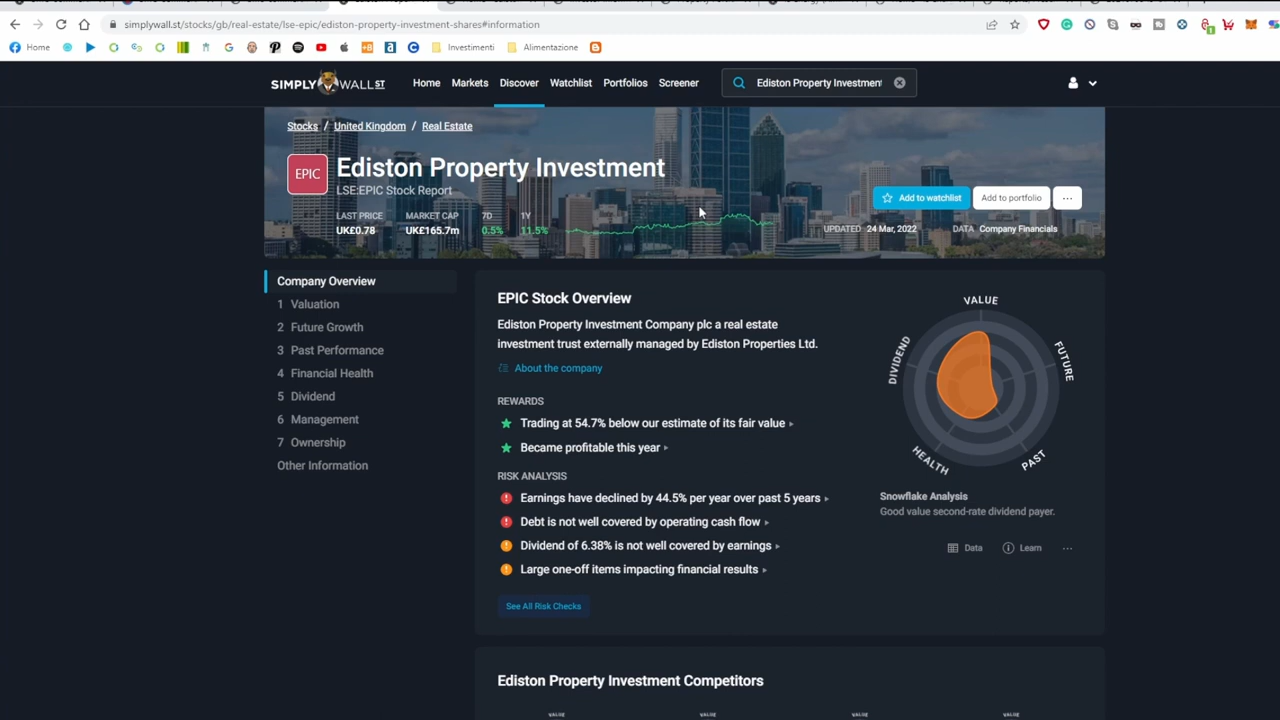 simplywall.st/stocks/gb/real-estate/lse-epic/ediston-property-investment-shares#information
Home
Investimenti
Alimentazione
SIMPLY WALL ST
Home
Markets
Discover
Watchlist
Portfolios
Screener
Ediston Property Investment
Stocks / United Kingdom / Real Estate
EPIC
Ediston Property Investment
LSE:EPIC Stock Report
Add to watchlist
Add to portfolio
...
LAST PRICE
UK£0.78
MARKET CAP
UK£165.7m
7D
0.5%
1Y
11.5%
UPDATED 24 Mar, 2022
DATA Company Financials
Company Overview
1 Valuation
2 Future Growth
3 Past Performance
4 Financial Health
5 Dividend
6 Management
7 Ownership
Other Information
EPIC Stock Overview
Ediston Property Investment Company plc a real estate
investment trust externally managed by Ediston Properties Ltd.
About the company
REWARDS
Trading at 54.7% below our estimate of its fair value
Became profitable this year
RISK ANALYSIS
Earnings have declined by 44.5% per year over past 5 years
Debt is not well covered by operating cash flow
Dividend of 6.38% is not well covered by earnings
Large one-off items impacting financial results
See All Risk Checks
VALUE
FUTURE
PAST
HEALTH
DIVIDEND
Snowflake Analysis
Good value second-rate dividend payer.
Data
Learn
...
Ediston Property Investment Competitors
VALUE
VALUE
VALUE
VALUE